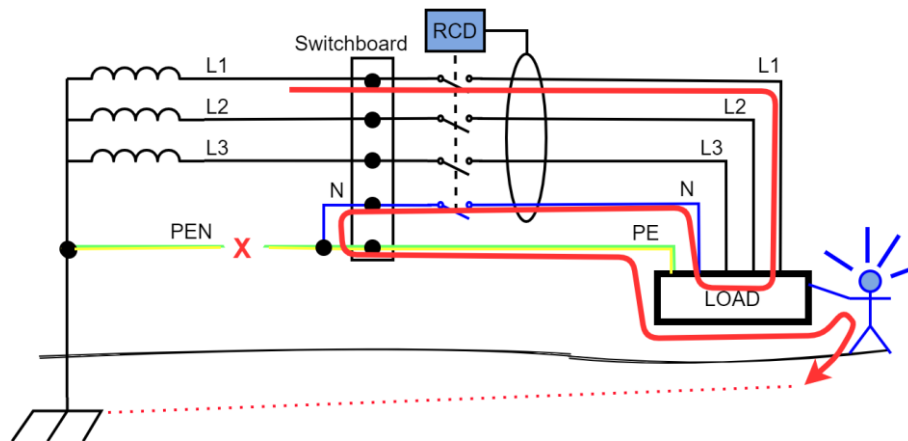 RCD
Switchboard
L1
L1
L2
L2
L3
L3
N
N
PEN
X
PE
LOAD